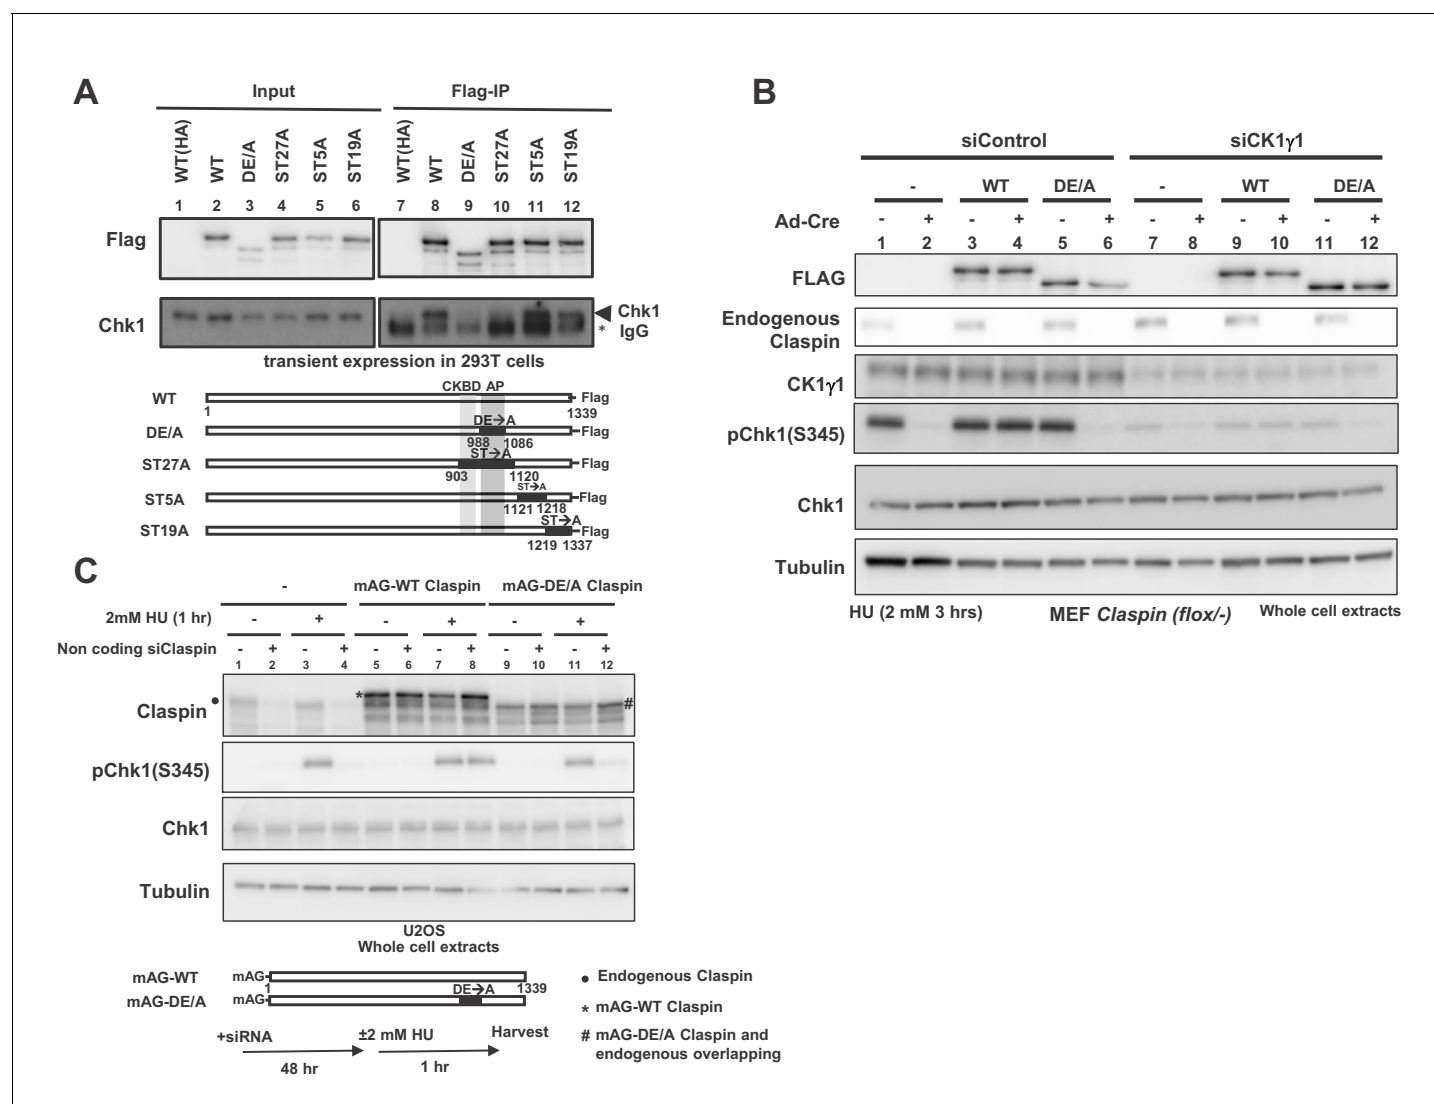 A
Input
Flag-IP
WT(HA)
WT
DE/A
ST27A
ST5A
ST19A
WT(HA)
WT
DE/A
ST27A
ST5A
ST19A
1 2 3 4 5 6 7 8 9 10 11 12
Flag
Chk1
Chk1
* IgG
transient expression in 293T cells
CKBD AP
WT
Flag
1
1339
DE→A
DE/A
Flag
988 1086
ST→A
ST27A
Flag
903 1120
ST→A
ST5A
Flag
1121 1218
ST→A
ST19A
Flag
1219 1337
B
siControl
siCK1γ1
- WT DE/A - WT DE/A
Ad-Cre - + - + - + - + - + - +
1 2 3 4 5 6 7 8 9 10 11 12
FLAG
Endogenous
Claspin
CK1γ1
pChk1(S345)
Chk1
Tubulin
HU (2 mM 3 hrs)
MEF Claspin (flox/-)
Whole cell extracts
C
- mAG-WT Claspin mAG-DE/A Claspin
2mM HU (1 hr) - + - + - +
Non coding siClaspin - + - + - + - + - + - +
1 2 3 4 5 6 7 8 9 10 11 12
Claspin
●
*
#
pChk1(S345)
Chk1
Tubulin
U2OS
Whole cell extracts
mAG-WT mAG
1 DE→A 1339
mAG-DE/A mAG
+siRNA
±2 mM HU
Harvest
48 hr
1 hr
● Endogenous Claspin
* mAG-WT Claspin
# mAG-DE/A Claspin and
endogenous overlapping